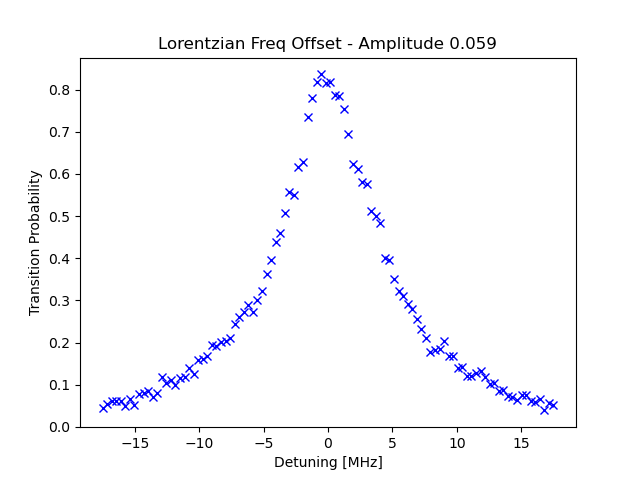 Lorentzian Freq Offset - Amplitude 0.059
Transition Probability
0.8
0.7
0.6
0.5
0.4
0.3
0.2
0.1
0.0
−15 −10 −5 0 5 10 15
Detuning [MHz]